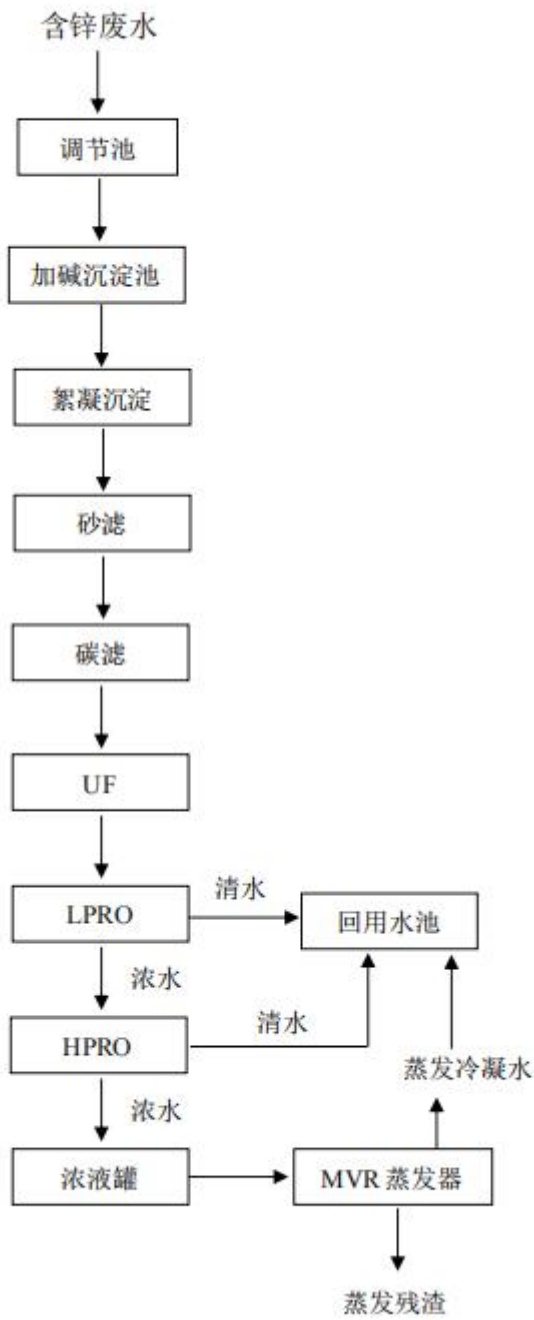 含锌废水
调节池
加碱沉淀池
絮凝沉淀
砂滤
碳滤
UF
LPRO
清水
回用水池
浓水
HPRO
清水
蒸发冷凝水
浓水
浓液罐
MVR 蒸发器
蒸发残渣